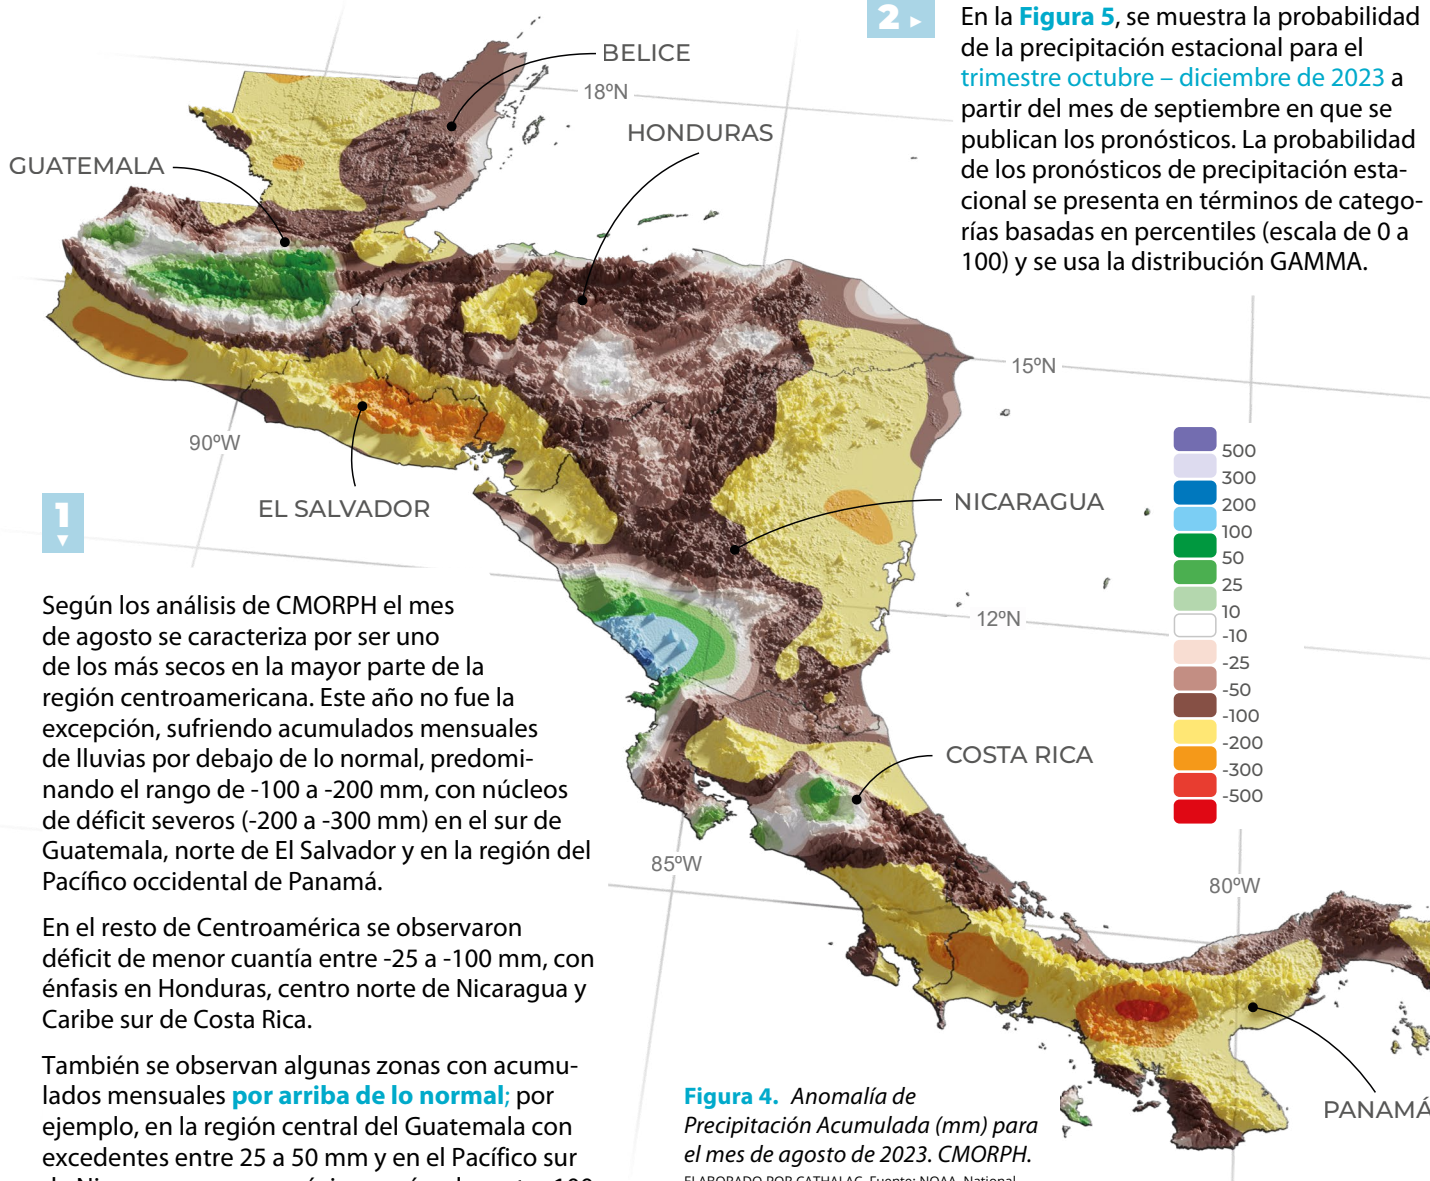 2
En la Figura 5, se muestra la probabilidad
de la precipitación estacional para el
trimestre octubre – diciembre de 2023 a
partir del mes de septiembre en que se
publican los pronósticos. La probabilidad
de los pronósticos de precipitación esta-
cional se presenta en términos de catego-
rías basadas en percentiles (escala de 0 a
100) y se usa la distribución GAMMA.
BELICE
18ºN
HONDURAS
GUATEMALA
15ºN
90ºW
EL SALVADOR
NICARAGUA
12ºN
COSTA RICA
85ºW
80ºW
PANAMÁ
500
300
200
100
50
25
10
-10
-25
-50
-100
-200
-300
-500
1
Según los análisis de CMORPH el mes
de agosto se caracteriza por ser uno
de los más secos en la mayor parte de la
región centroamericana. Este año no fue la
excepción, sufriendo acumulados mensuales
de lluvias por debajo de lo normal, predomi-
nando el rango de -100 a -200 mm, con núcleos
de déficit severos (-200 a -300 mm) en el sur de
Guatemala, norte de El Salvador y en la región del
Pacífico occidental de Panamá.
En el resto de Centroamérica se observaron
déficit de menor cuantía entre -25 a -100 mm, con
énfasis en Honduras, centro norte de Nicaragua y
Caribe sur de Costa Rica.
También se observan algunas zonas con acumu-
lados mensuales por arriba de lo normal; por
ejemplo, en la región central del Guatemala con
excedentes entre 25 a 50 mm y en el Pacífico sur
Figura 4. Anomalía de
Precipitación Acumulada (mm) para
el mes de agosto de 2023. CMORPH.
ELABORADO POR CATHALAC. Fuente: NOAA, National